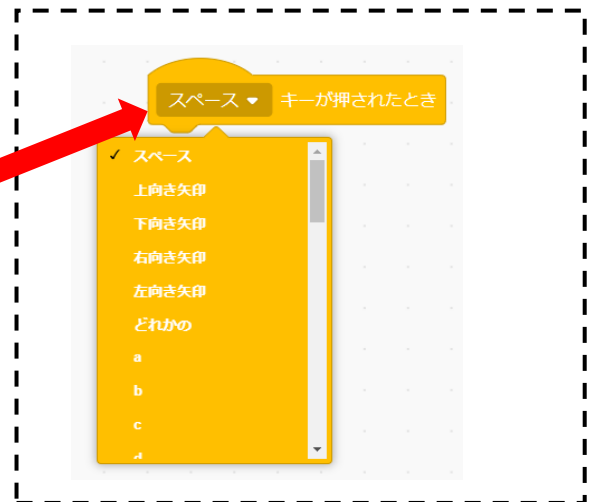 スペース キーが押されたとき
スペース
上向き矢印
下向き矢印
右向き矢印
左向き矢印
どれかの
a
b
c
d